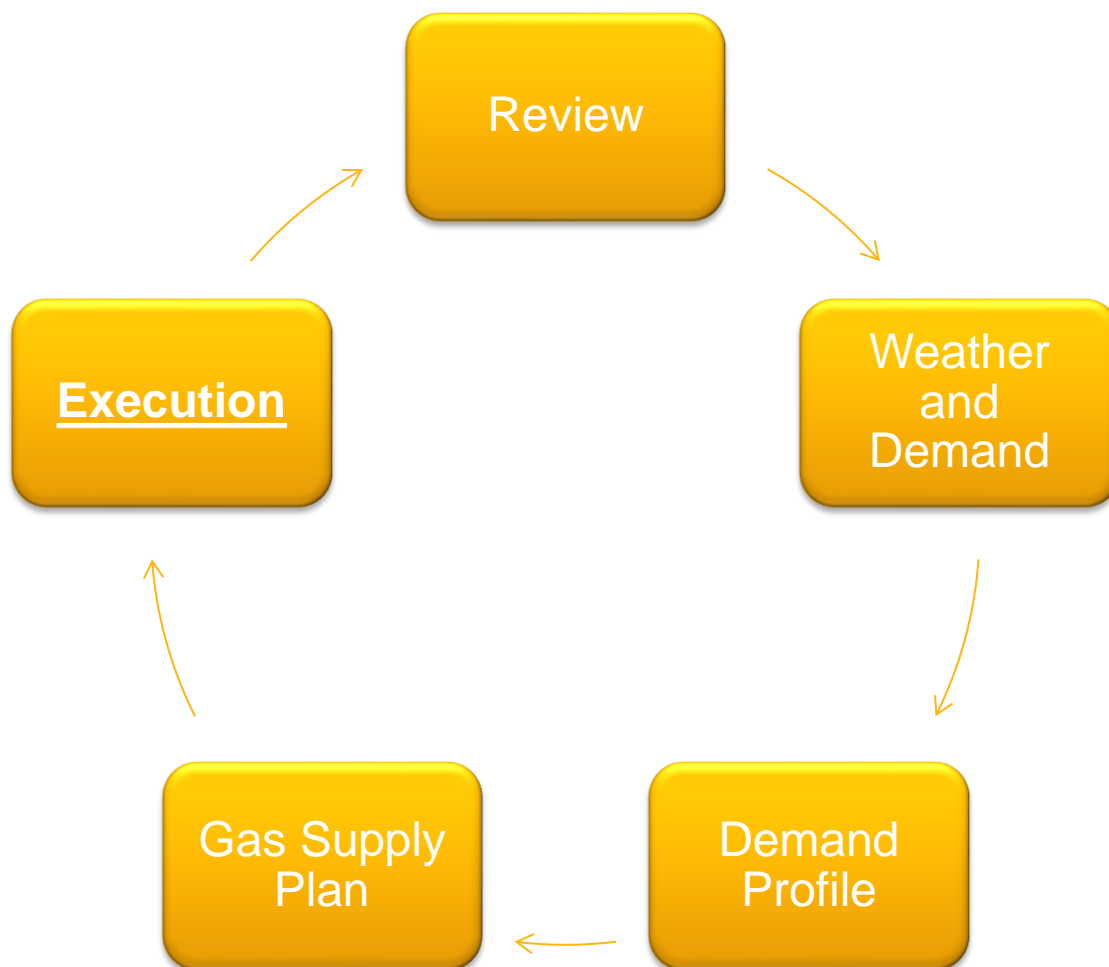 Review
Weather
and
Demand
Demand
Profile
Gas Supply
Plan
Execution